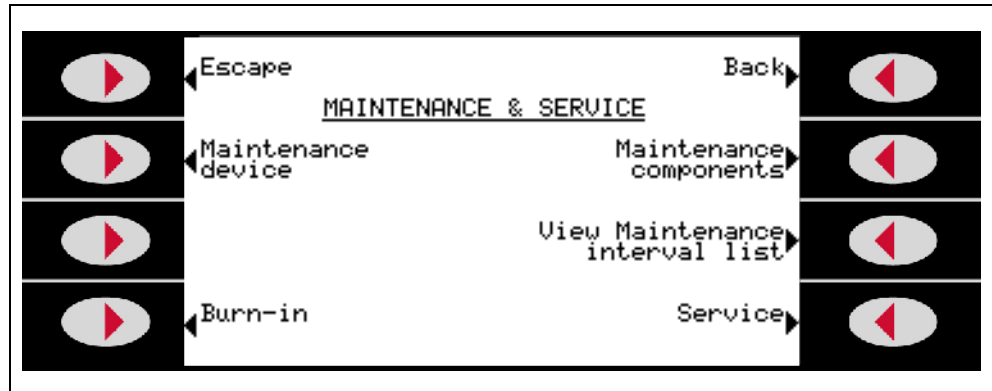 Escape
Back
MAINTENANCE & SERVICE
Maintenance
device
Maintenance
components
View Maintenance
interval list
Burn-in
Service